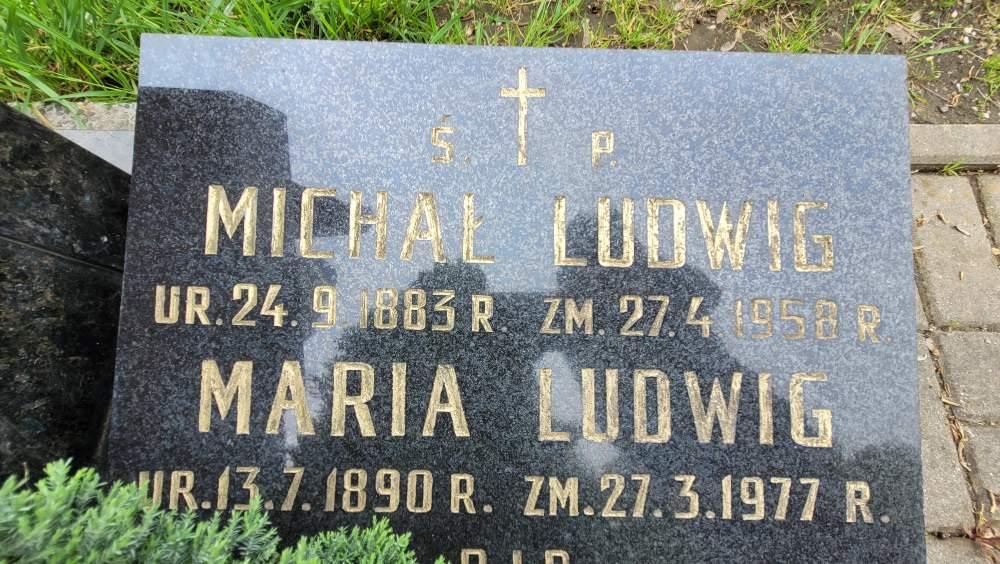 Ś. P.
MICHAŁ LUDWIG
UR. 24. 9. 1883 R. ZM. 27. 4. 1958 R.
MARIA LUDWIG
UR. 13. 7. 1890 R. ZM. 27. 3. 1977 R.
R.I.P.